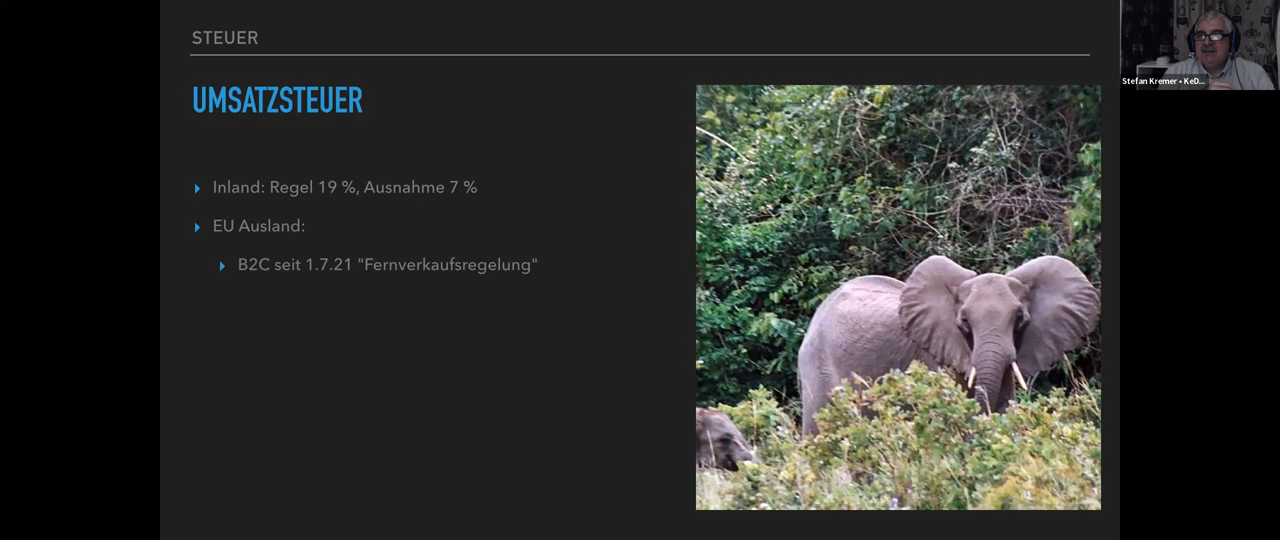 STEUER
UMSATZSTEUER
Inland: Regel 19 %, Ausnahme 7 %
EU Ausland:
B2C seit 1.7.21 "Fernverkaufsregelung"
Stefan Kremer • KeD...